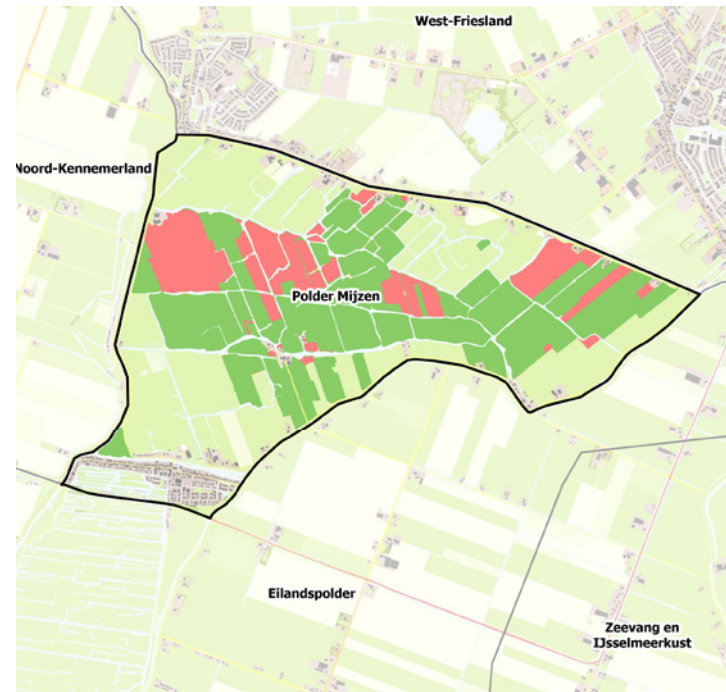 West-Friesland
Noord-Kennemerland
Polder Mijzen
Eilandspolder
Zeevang en
IJsselmeerkust